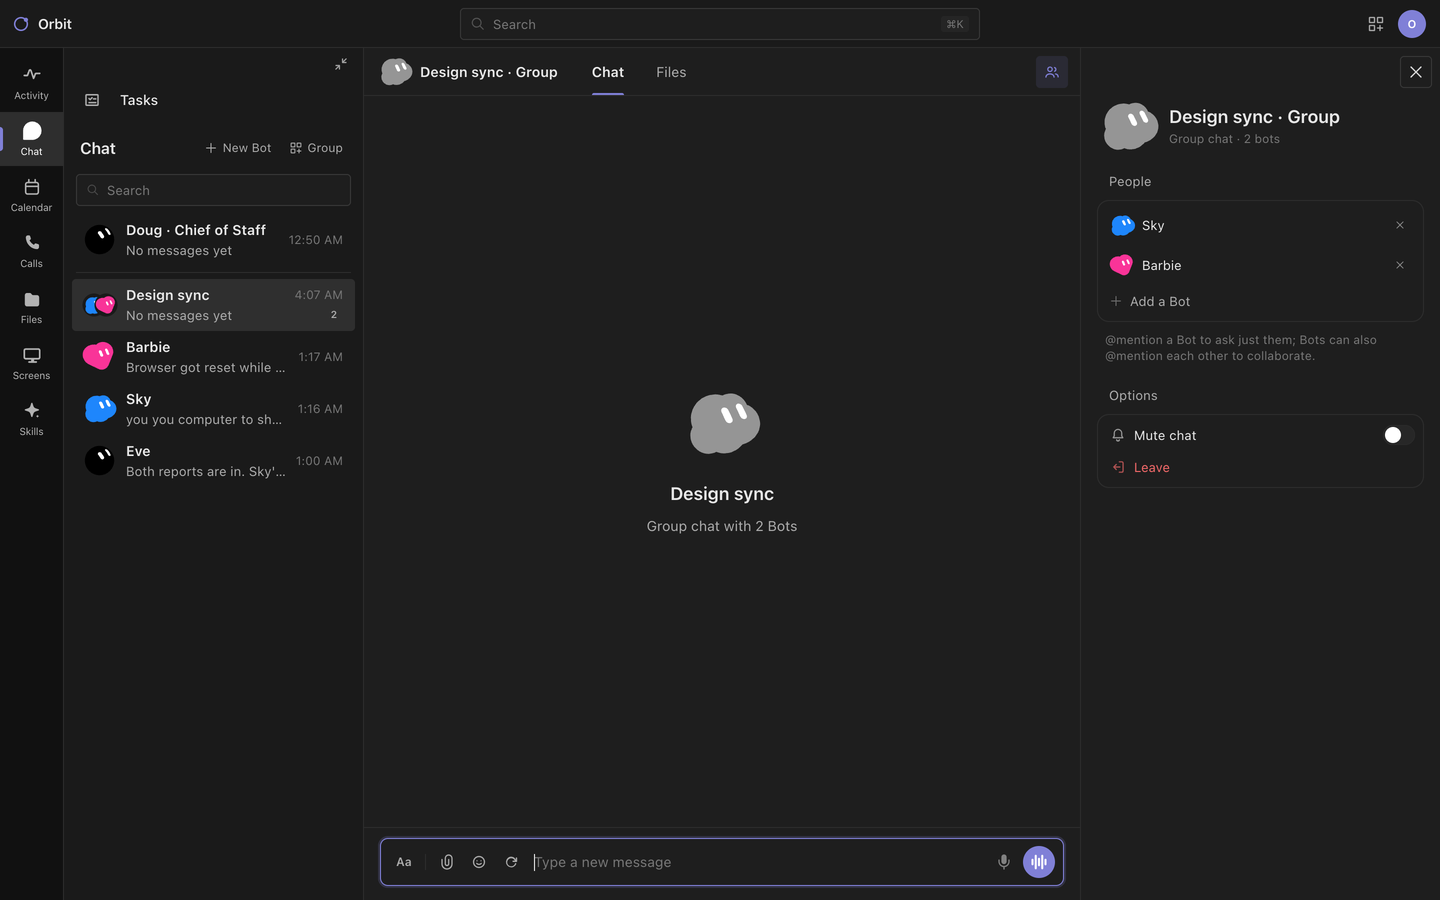 Orbit
Search
⌘K
O
Activity
Chat
Calendar
Calls
Files
Screens
Skills
Tasks
Chat
New Bot
Group
Search
Doug · Chief of Staff
12:50 AM
No messages yet
Design sync
4:07 AM
No messages yet
2
Barbie
1:17 AM
Browser got reset while ...
Sky
1:16 AM
you you computer to sh...
Eve
1:00 AM
Both reports are in. Sky'...
Design sync · Group
Chat
Files
Design sync
Group chat with 2 Bots
Aa
Type a new message
Design sync · Group
Group chat · 2 bots
People
Sky
Barbie
Add a Bot
@mention a Bot to ask just them; Bots can also
@mention each other to collaborate.
Options
Mute chat
Leave